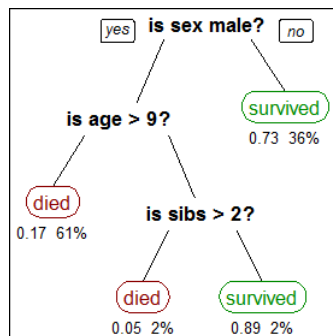 yes is sex male? no
is age > 9?
survived
0.73 36%
died
0.17 61%
is sibs > 2?
died survived
0.05 2% 0.89 2%